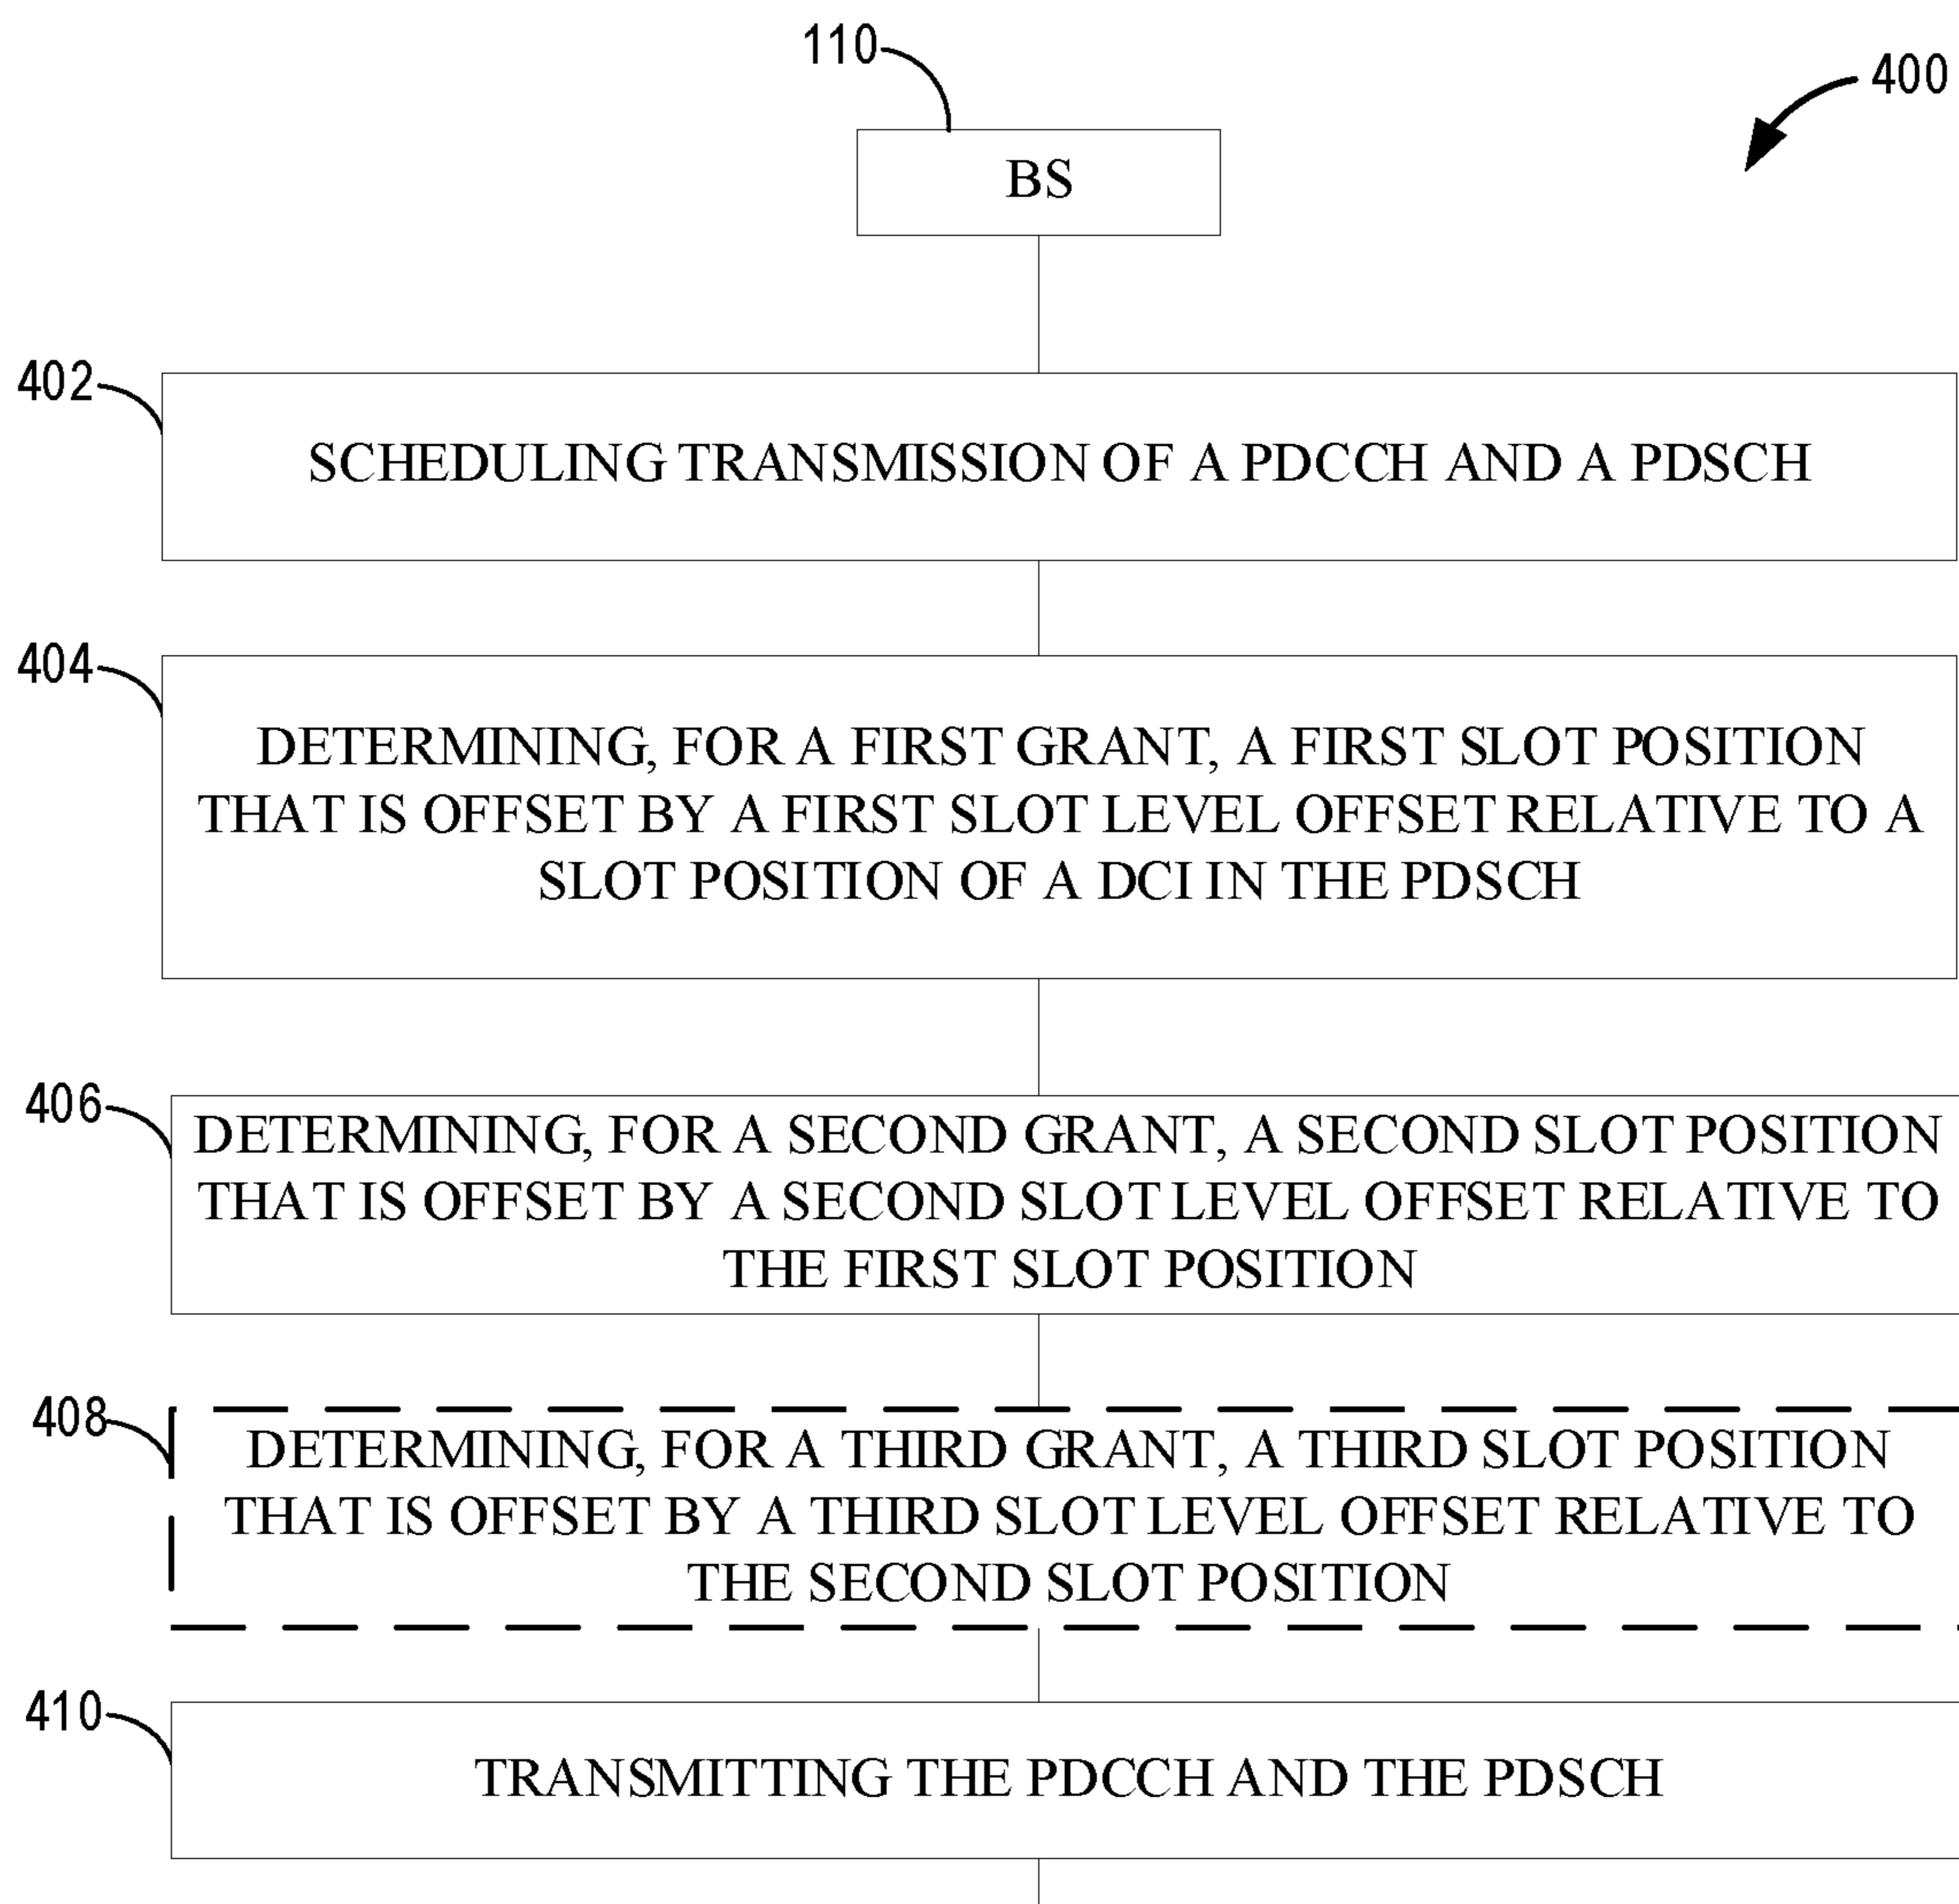 110
400
BS
402
SCHEDULING TRANSMISSION OF A PDCCH AND A PDSCH
404
DETERMINING, FOR A FIRST GRANT, A FIRST SLOT POSITION
THAT IS OFFSET BY A FIRST SLOT LEVEL OFFSET RELATIVE TO A
SLOT POSITION OF A DCI IN THE PDSCH
406
DETERMINING, FOR A SECOND GRANT, A SECOND SLOT POSITION
THAT IS OFFSET BY A SECOND SLOT LEVEL OFFSET RELATIVE TO
THE FIRST SLOT POSITION
408
DETERMINING, FOR A THIRD GRANT, A THIRD SLOT POSITION
THAT IS OFFSET BY A THIRD SLOT LEVEL OFFSET RELATIVE TO
THE SECOND SLOT POSITION
410
TRANSMITTING THE PDCCH AND THE PDSCH